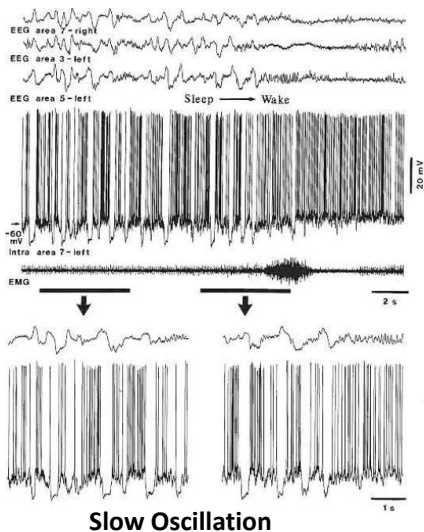 EEG area 7-right
EEG area 3-left
EEG area 5-left
Sleep → Wake
20 mV
-60
mV
Intra area 7-left
EMG
2 s
1s
Slow Oscillation